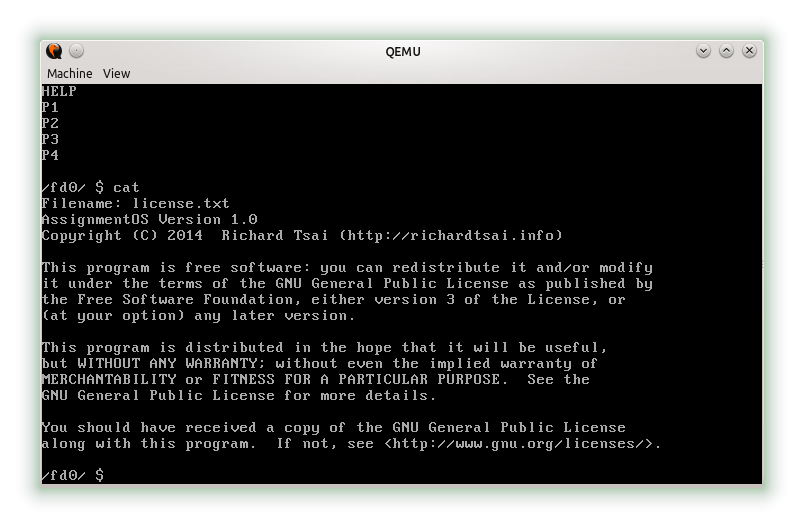 QEMU
Machine View
HELP
P1
P2
P3
P4
/fd0/ $ cat
Filename: license.txt
AssignmentOS Version 1.0
Copyright (C) 2014  Richard Tsai (http://richardtsai.info)
This program is free software: you can redistribute it and/or modify
it under the terms of the GNU General Public License as published by
the Free Software Foundation, either version 3 of the License, or
(at your option) any later version.
This program is distributed in the hope that it will be useful,
but WITHOUT ANY WARRANTY; without even the implied warranty of
MERCHANTABILITY or FITNESS FOR A PARTICULAR PURPOSE.  See the
GNU General Public License for more details.
You should have received a copy of the GNU General Public License
along with this program.  If not, see <http://www.gnu.org/licenses/>.
/fd0/ $